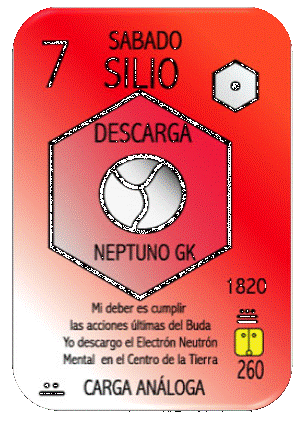 7
SABADO
SILIO
DESCARGA
NEPTUNO GK
1820
Mi deber es cumplir
las acciones últimas del Buda
Yo descargo el Electrón Neutrón
Mental en el Centro de la Tierra
260
CARGA ANÁLOGA